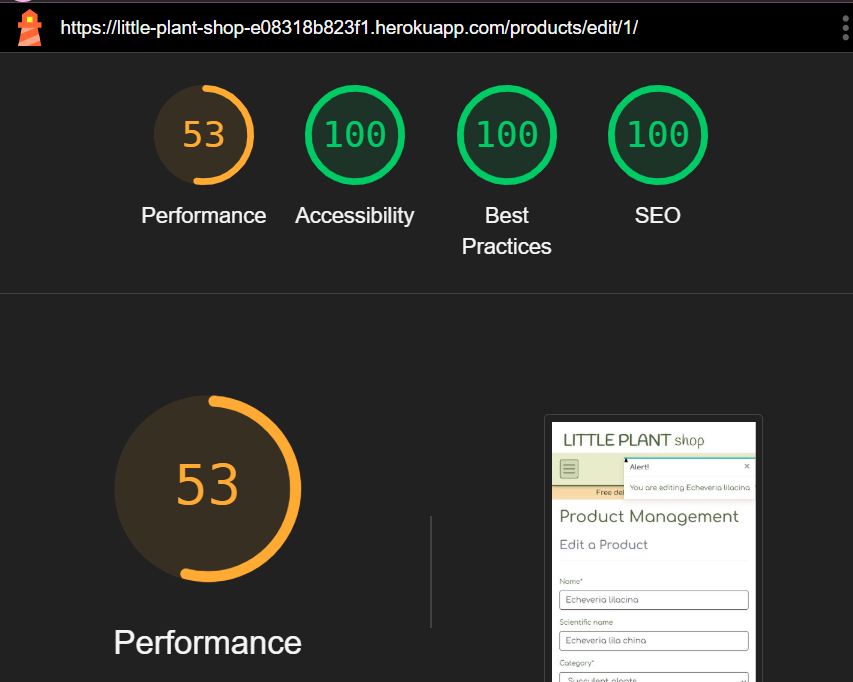 https://little-plant-shop-e08318b823f1.herokuapp.com/products/edit/1/
53
100
100
100
Performance
Accessibility
Best
Practices
SEO
53
Performance
LITTLE PLANT shop
Alert!
×
You are editing Echeveria lilacina
Free del
Product Management
Edit a Product
Name*
Echeveria lilacina
Scientific name
Echeveria lila china
Category*
Succulent plants